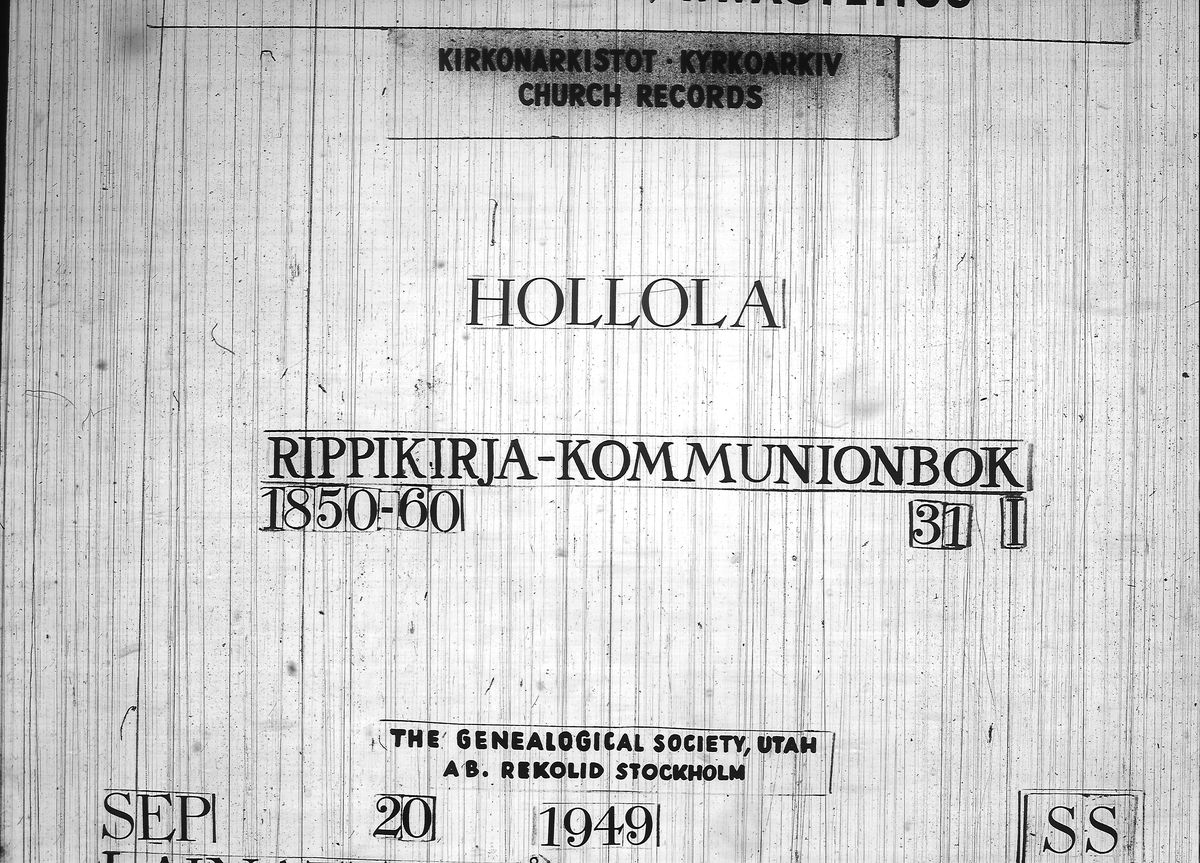 KIRKONARKISTOT · KYRKOARKIV
CHURCH RECORDS
HOLLOLA
RIPPIKIRJA-KOMMUNIONBOK
1850-60 31 I
THE GENEALOGICAL SOCIETY, UTAH
AB. REKOLID STOCKHOLM
SEP 20 1949 SS